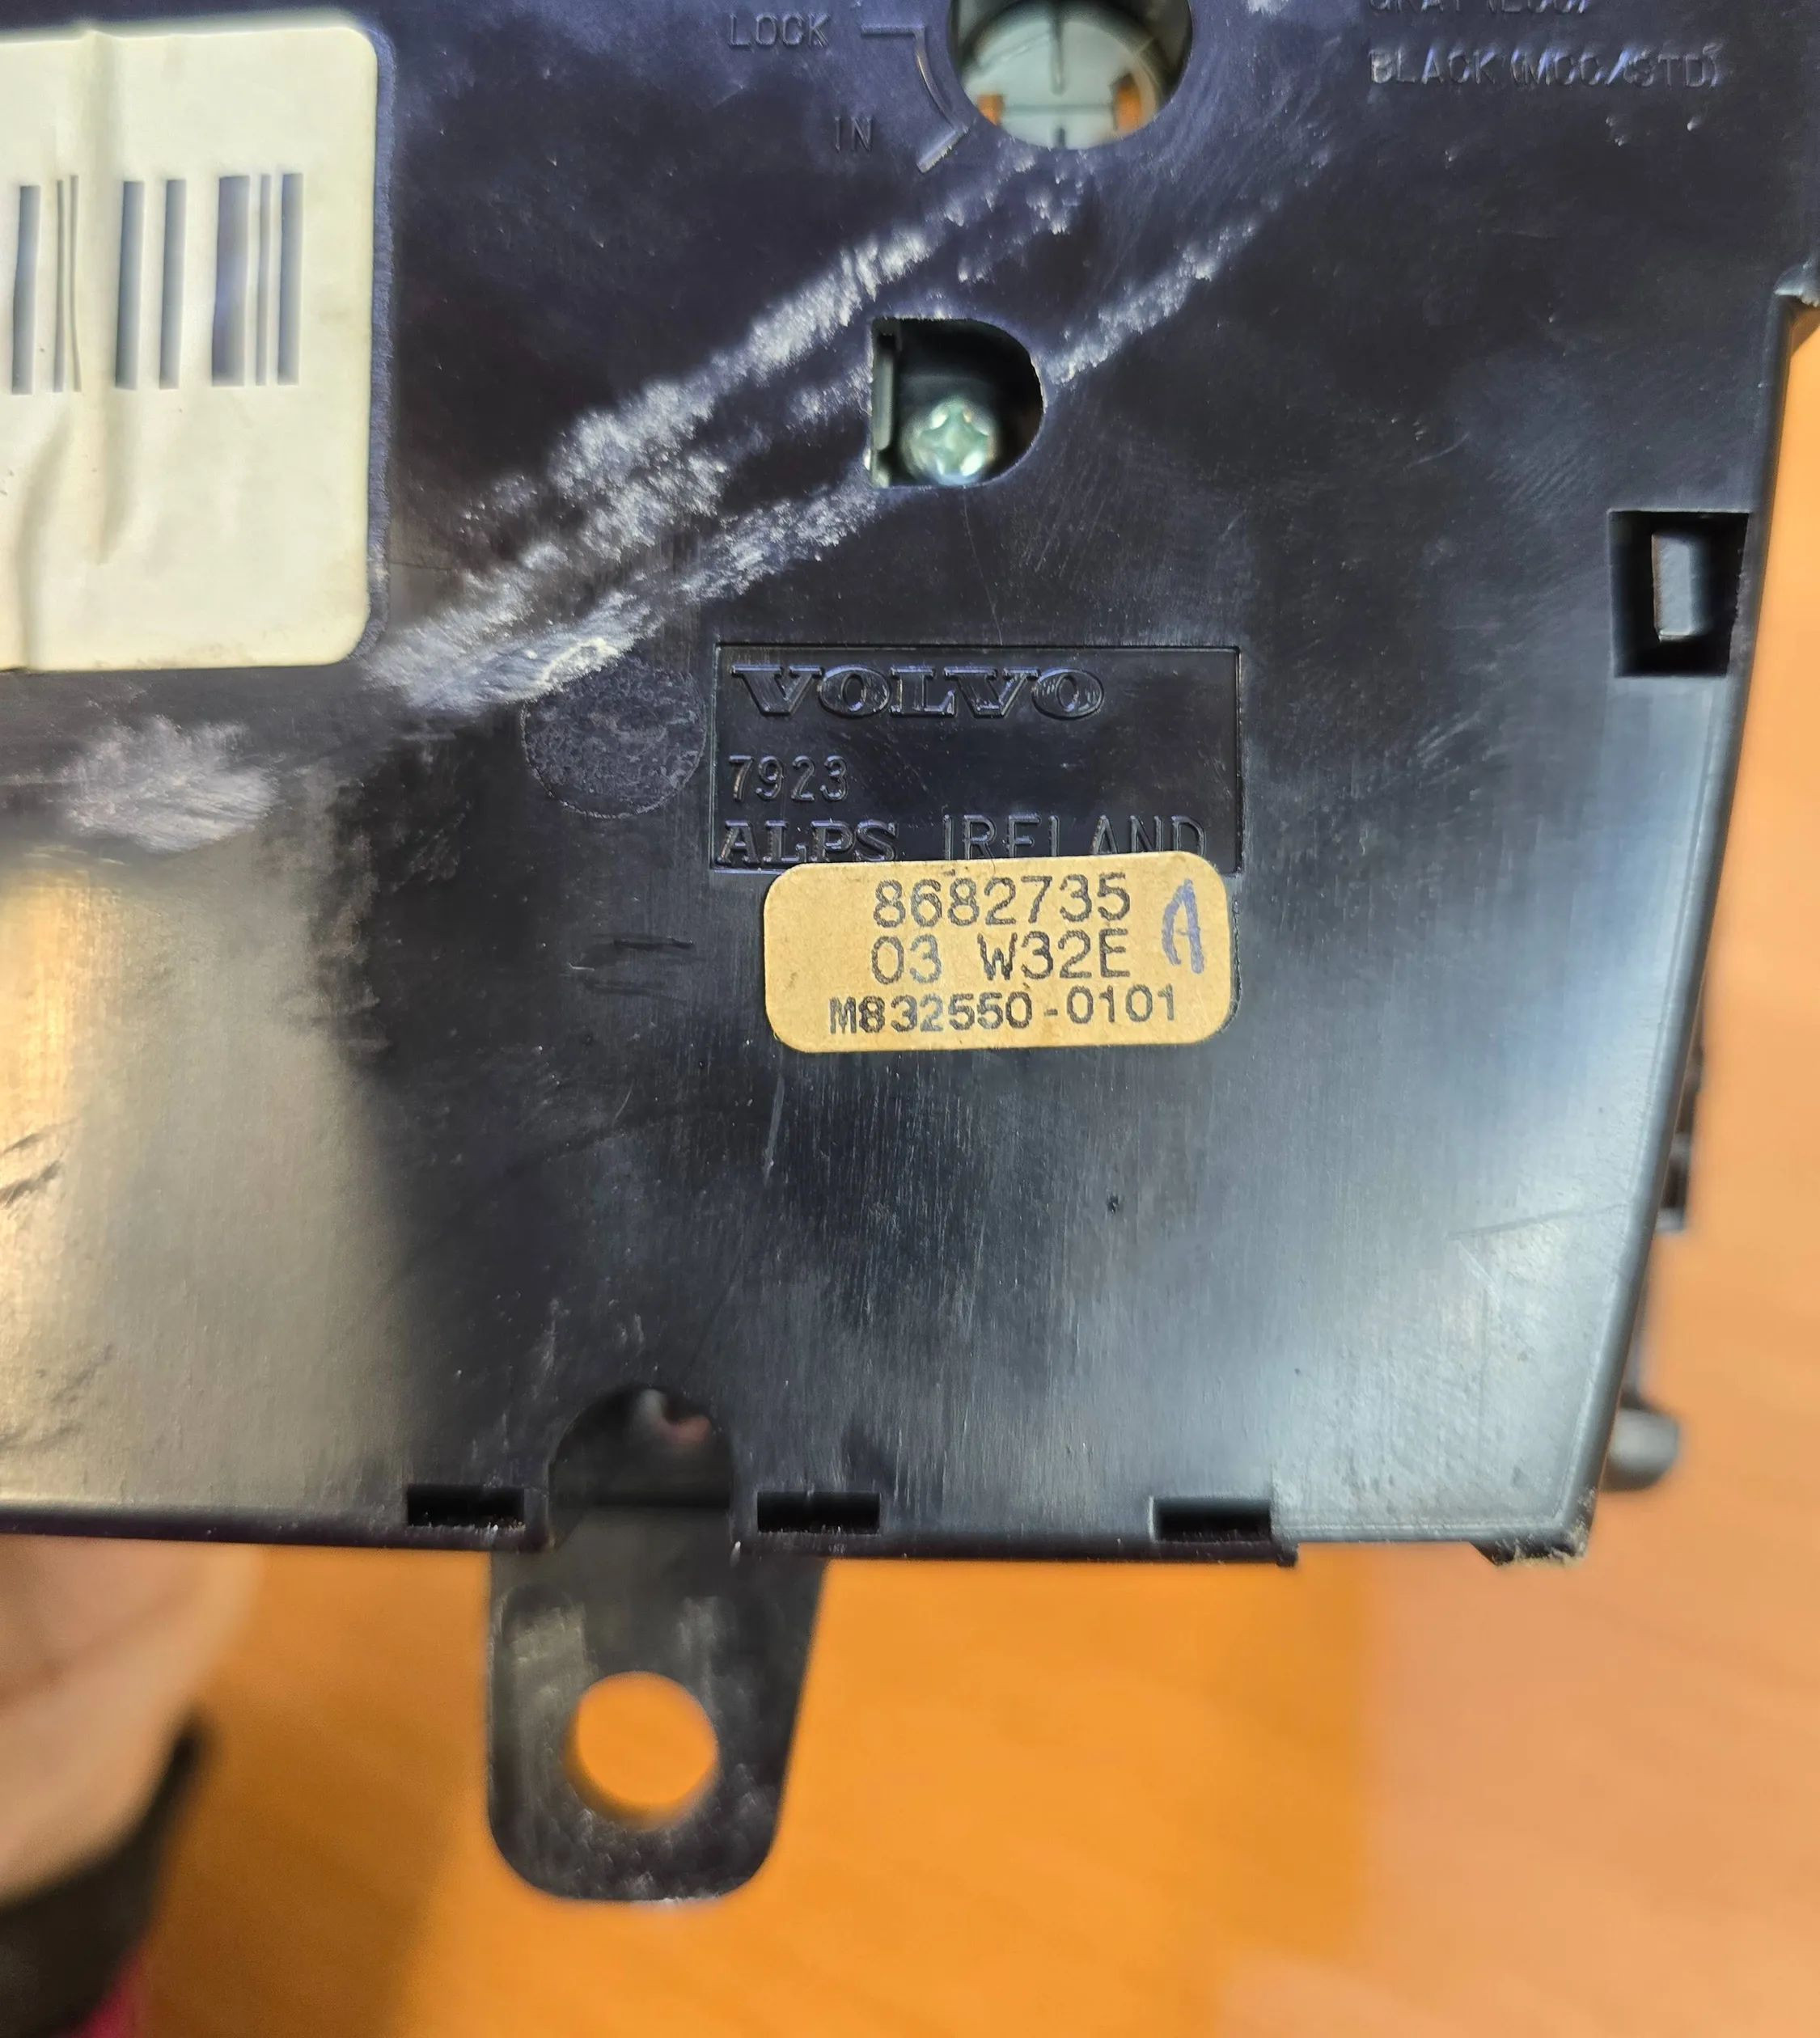 LOCK
IN
BLACK (MCC/STD)
VOLVO
7923
ALPS IRELAND
8682735
03 W32E A
M832550-0101